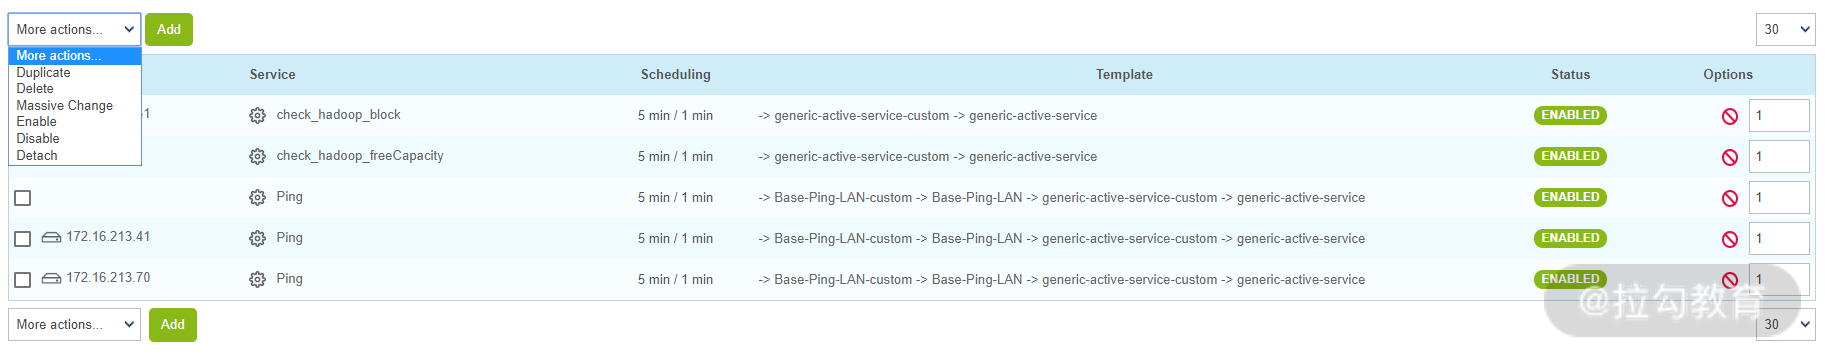 More actions... Add 30
More actions...
Duplicate
Delete
Massive Change
Enable
Disable
Detach
Service Scheduling Template Status Options
check_hadoop_block 5 min / 1 min -> generic-active-service-custom -> generic-active-service ENABLED 1
check_hadoop_freeCapacity 5 min / 1 min -> generic-active-service-custom -> generic-active-service ENABLED 1
Ping 5 min / 1 min -> Base-Ping-LAN-custom -> Base-Ping-LAN -> generic-active-service-custom -> generic-active-service ENABLED 1
172.16.213.41 Ping 5 min / 1 min -> Base-Ping-LAN-custom -> Base-Ping-LAN -> generic-active-service-custom -> generic-active-service ENABLED 1
172.16.213.70 Ping 5 min / 1 min -> Base-Ping-LAN-custom -> Base-Ping-LAN -> generic-active-service-custom -> generic-active-service ENABLED 1
More actions... Add 30
@拉勾教育